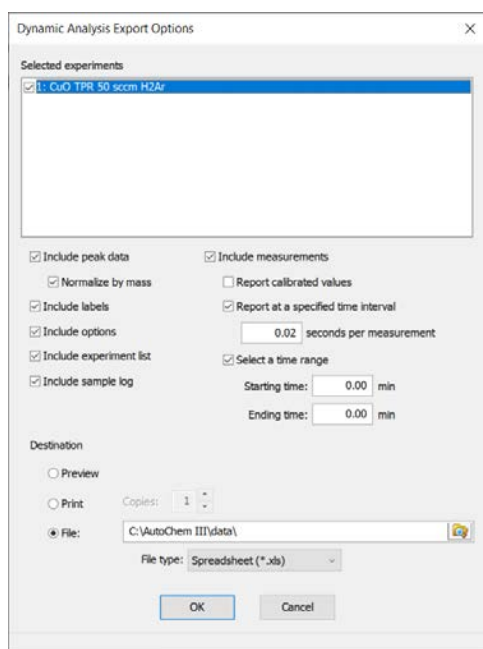 Dynamic Analysis Export Options
Selected experiments
1: CuO TPR 50 sccm H2Ar
Include peak data
Include measurements
Normalize by mass
Report calibrated values
Include labels
Report at a specified time interval
Include options
0.02 seconds per measurement
Include experiment list
Select a time range
Include sample log
Starting time: 0.00 min
Ending time: 0.00 min
Destination
Preview
Print Copies: 1
File: C:\AutoChem III\data\
File type: Spreadsheet (*.xls)
OK Cancel